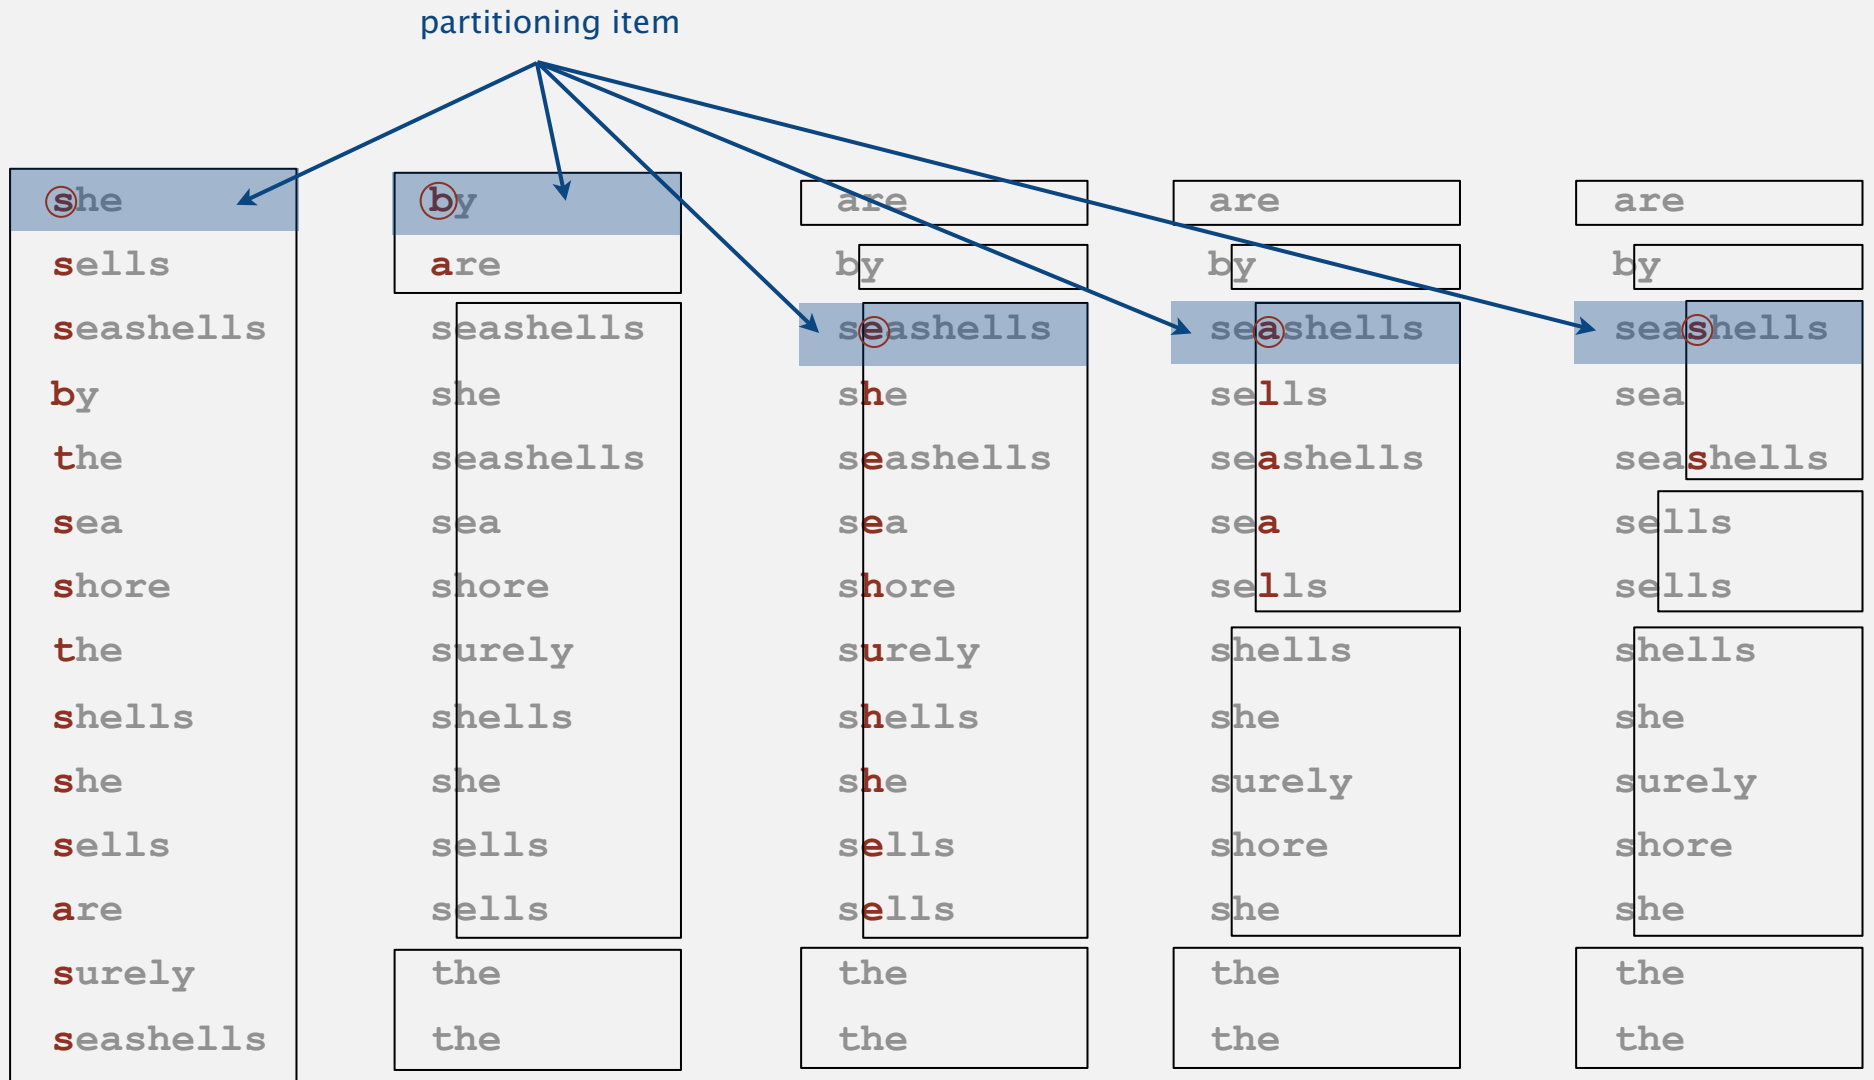 partitioning item
she by are are are
sells are by by by
seashells seashells seashells seashells seashells
by she she sells sea
the seashells seashells seashells seashells
sea sea sea sea sells
shore shore shore sells sells
the surely surely shells shells
shells shells shells she she
she she she surely surely
sells sells sells shore shore
are sells sells she she
surely the the the the
seashells the the the the